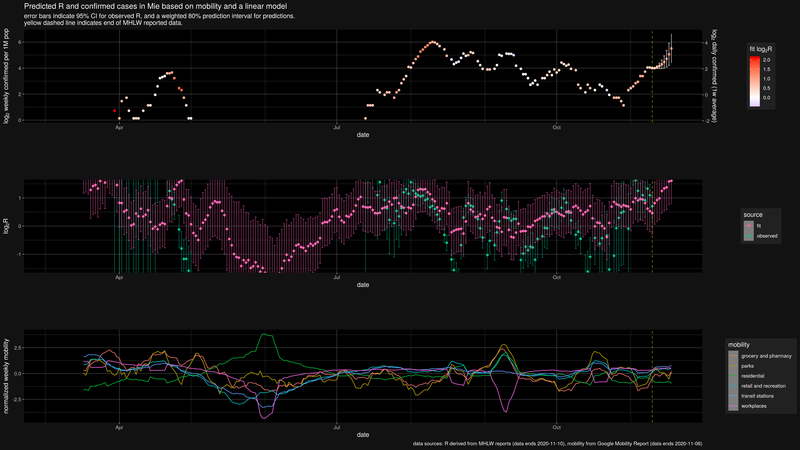 Predicted R and confirmed cases in Mie based on mobility and a linear model
error bars indicate 95% CI for observed R, and a weighted 80% prediction interval for predictions.
yellow dashed line indicates end of MHLW reported data.
log₂ weekly confirmed per 1M pop
6
4
2
0
4
2
0
-2
log₂ daily confirmed (1w average)
Apr
Jul
Oct
date
fit log₂R
2.0
1.5
1.0
0.5
0.0
log₂R
1
0
-1
Apr
Jul
Oct
date
source
fit
observed
normalised weekly mobility
2.5
0.0
-2.5
Apr
Jul
Oct
date
mobility
grocery and pharmacy
parks
residential
retail and recreation
transit stations
workplaces
data sources: R derived from MHLW reports (data ends 2020-11-10), mobility from Google Mobility Report (data ends 2020-11-06)